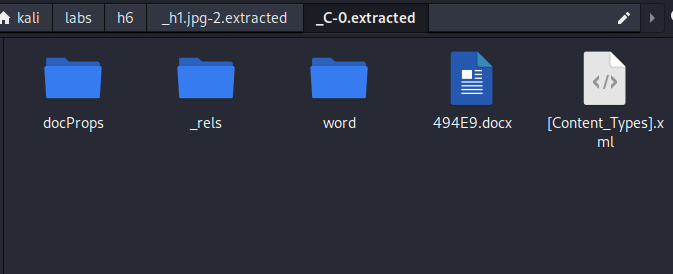 kali labs h6 _h1.jpg-2.extracted _C-0.extracted
docProps _rels word 494E9.docx [Content_Types].x
ml